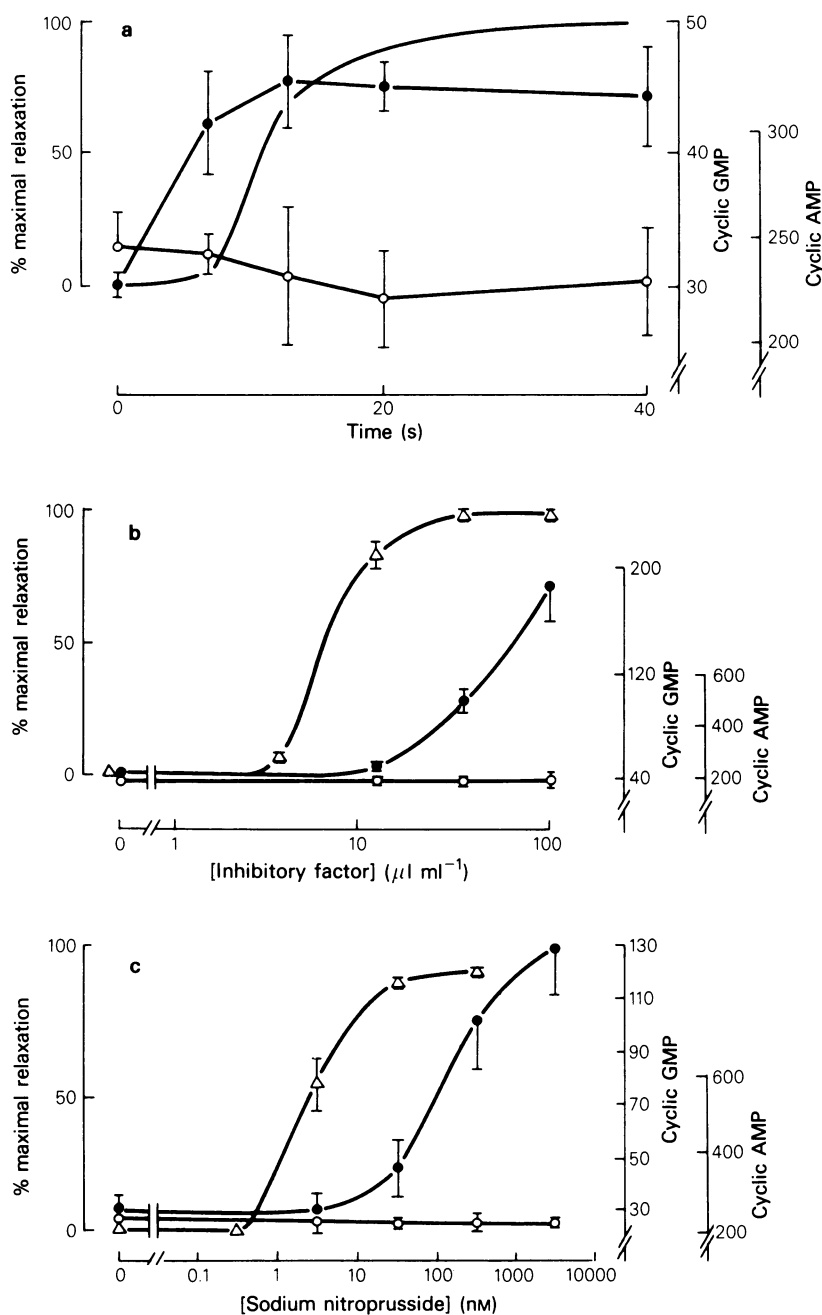 a
% maximal relaxation
100
50
0
50
40
30
Cyclic GMP
300
250
200
Cyclic AMP
0 20 40
Time (s)
b
% maximal relaxation
100
50
0
200
120
40
Cyclic GMP
600
400
200
Cyclic AMP
0 1 10 100
[Inhibitory factor] (μl ml⁻¹)
c
% maximal relaxation
100
50
0
130
110
90
70
50
30
Cyclic GMP
600
400
200
Cyclic AMP
0 0.1 1 10 100 1000 10000
[Sodium nitroprusside] (nM)